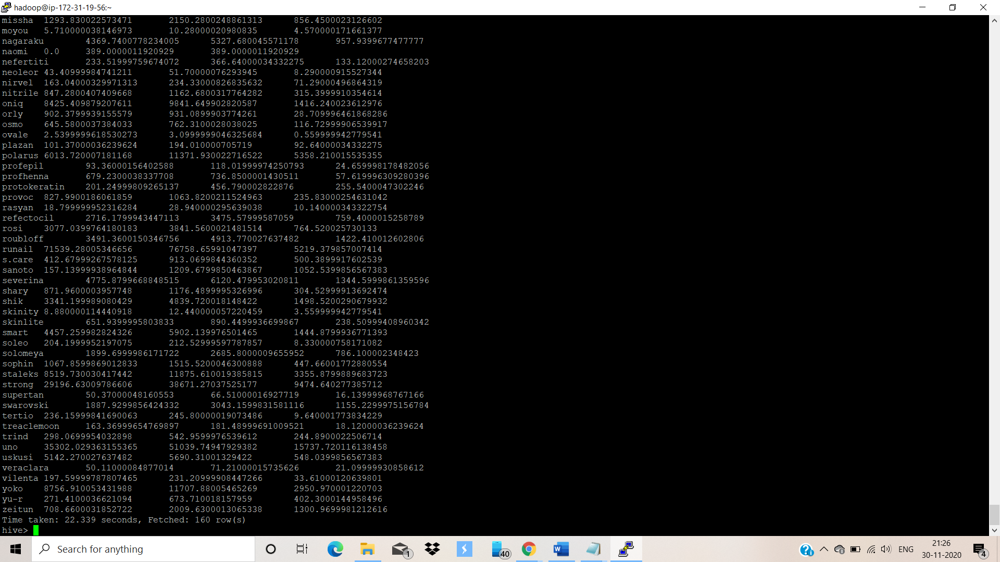 hadoop@ip-172-31-19-56:~
missha 1293.830022573471 2150.2800248861313 856.4500023126602
moyou 5.710000038146973 10.28000020980835 4.570000171661377
nagaraku 4369.7400778234005 5327.680045571178 957.9399677477777
naomi 0.0 389.0000011920929 389.0000011920929
nefertiti 233.51999759674072 366.64000034332275 133.12000274658203
neoleor 43.40999984741211 51.70000076293945 8.290000915527344
nirvel 163.04000329971313 234.33000826835632 71.29000496864319
nitrile 847.2800407409668 1162.6800317764282 315.3999910354614
oniq 8425.409879207611 9841.649902820587 1416.240023612976
orly 902.3799939155579 931.0899903774261 28.709996461868286
osmo 645.5800037384033 762.3100028038025 116.72999906539917
ovale 2.5399999618530273 3.0999999046325684 0.559999942779541
plazan 101.37000036239624 194.010000705719 92.64000034332275
polarus 6013.720007181168 11371.930022716522 5358.210015535355
profepil 93.36000156402588 118.01999974250793 24.659998178482056
profhenna 679.2300038337708 736.8500001430511 57.619996309280396
protokeratin 201.24999809265137 456.790002822876 255.5400047302246
provoc 827.9900186061859 1063.8200211524963 235.83000254631042
rasyan 18.799999952316284 28.940000295639038 10.140000343322754
refectocil 2716.1799943447113 3475.57999587059 759.4000015258789
rosi 3077.0399764180183 3841.5600021481514 764.520025730133
roubloff 3491.3600150346756 4913.770027637482 1422.410012602806
runail 71539.28005346656 76758.65991047397 5219.379857007414
s.care 412.67999267578125 913.0699844360352 500.3899917602539
sanoto 157.13999938964844 1209.6799850463867 1052.5399856567383
severina 4775.8799668848515 6120.479953020811 1344.5999861359596
shary 871.9600003957748 1176.4899995326996 304.52999913692474
shik 3341.199989080429 4839.720018148422 1498.5200290679932
skinity 8.880000114440918 12.440000057220459 3.559999942779541
skinlite 651.9399995803833 890.4499936699867 238.50999408960342
smart 4457.259982824326 5902.139976501465 1444.8799936771393
soleo 204.1999952197075 212.52999597787857 8.330000758171082
solomeya 1899.6999986171722 2685.8000009655952 786.100002348423
sophin 1067.8599869012833 1515.5200046300888 447.66001772880554
staleks 8519.730030417442 11875.610019385815 3355.8799889683723
strong 29196.63009786606 38671.27037525177 9474.640277385712
supertan 50.37000048160553 66.51000016927719 16.13999968767166
swarovski 1887.9299856424332 3043.1599831581116 1155.2299975156784
tertio 236.15999841690063 245.80000019073486 9.640001773834229
treaclemoon 163.36999654769897 181.48999691009521 18.12000036239624
trind 298.0699954032898 542.9599976539612 244.8900022506714
uno 35302.029363155365 51039.74947929382 15737.720116138458
uskusi 5142.270027637482 5690.31001329422 548.0399856567383
veraclara 50.11000084877014 71.21000015735626 21.09999930858612
vilenta 197.59999787807465 231.20999908447266 33.61000120639801
yoko 8756.910053431988 11707.88005465269 2950.970001220703
yu-r 271.4100036621094 673.710018157959 402.3000144958496
zeitun 708.6600031852722 2009.6300013065338 1300.9699981212616
Time taken: 22.339 seconds, Fetched: 160 row(s)
hive>
Search for anything
1
40
ENG
21:26
30-11-2020
4